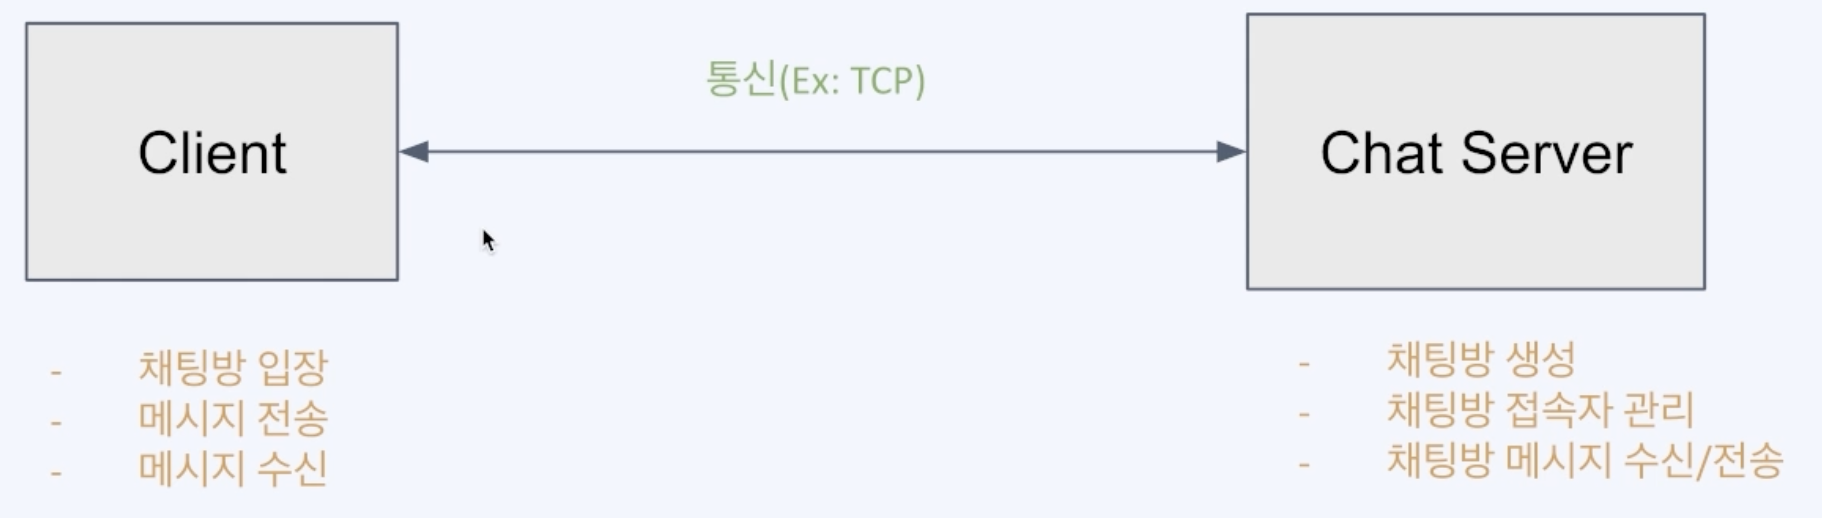 통신(Ex: TCP)
Client
Chat Server
- 채팅방 입장
- 메시지 전송
- 메시지 수신
- 채팅방 생성
- 채팅방 접속자 관리
- 채팅방 메시지 수신/전송